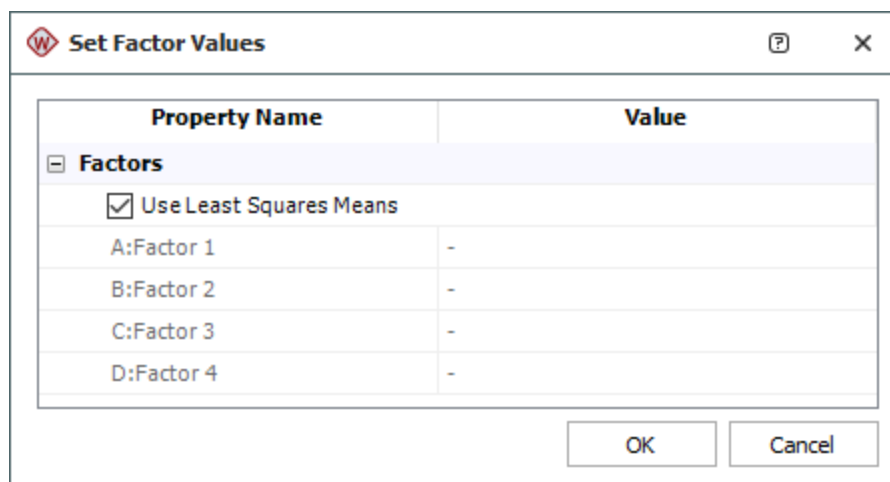 W Set Factor Values ?
Property Name Value
Factors
Use Least Squares Means
A:Factor 1 -
B:Factor 2 -
C:Factor 3 -
D:Factor 4 -
OK Cancel